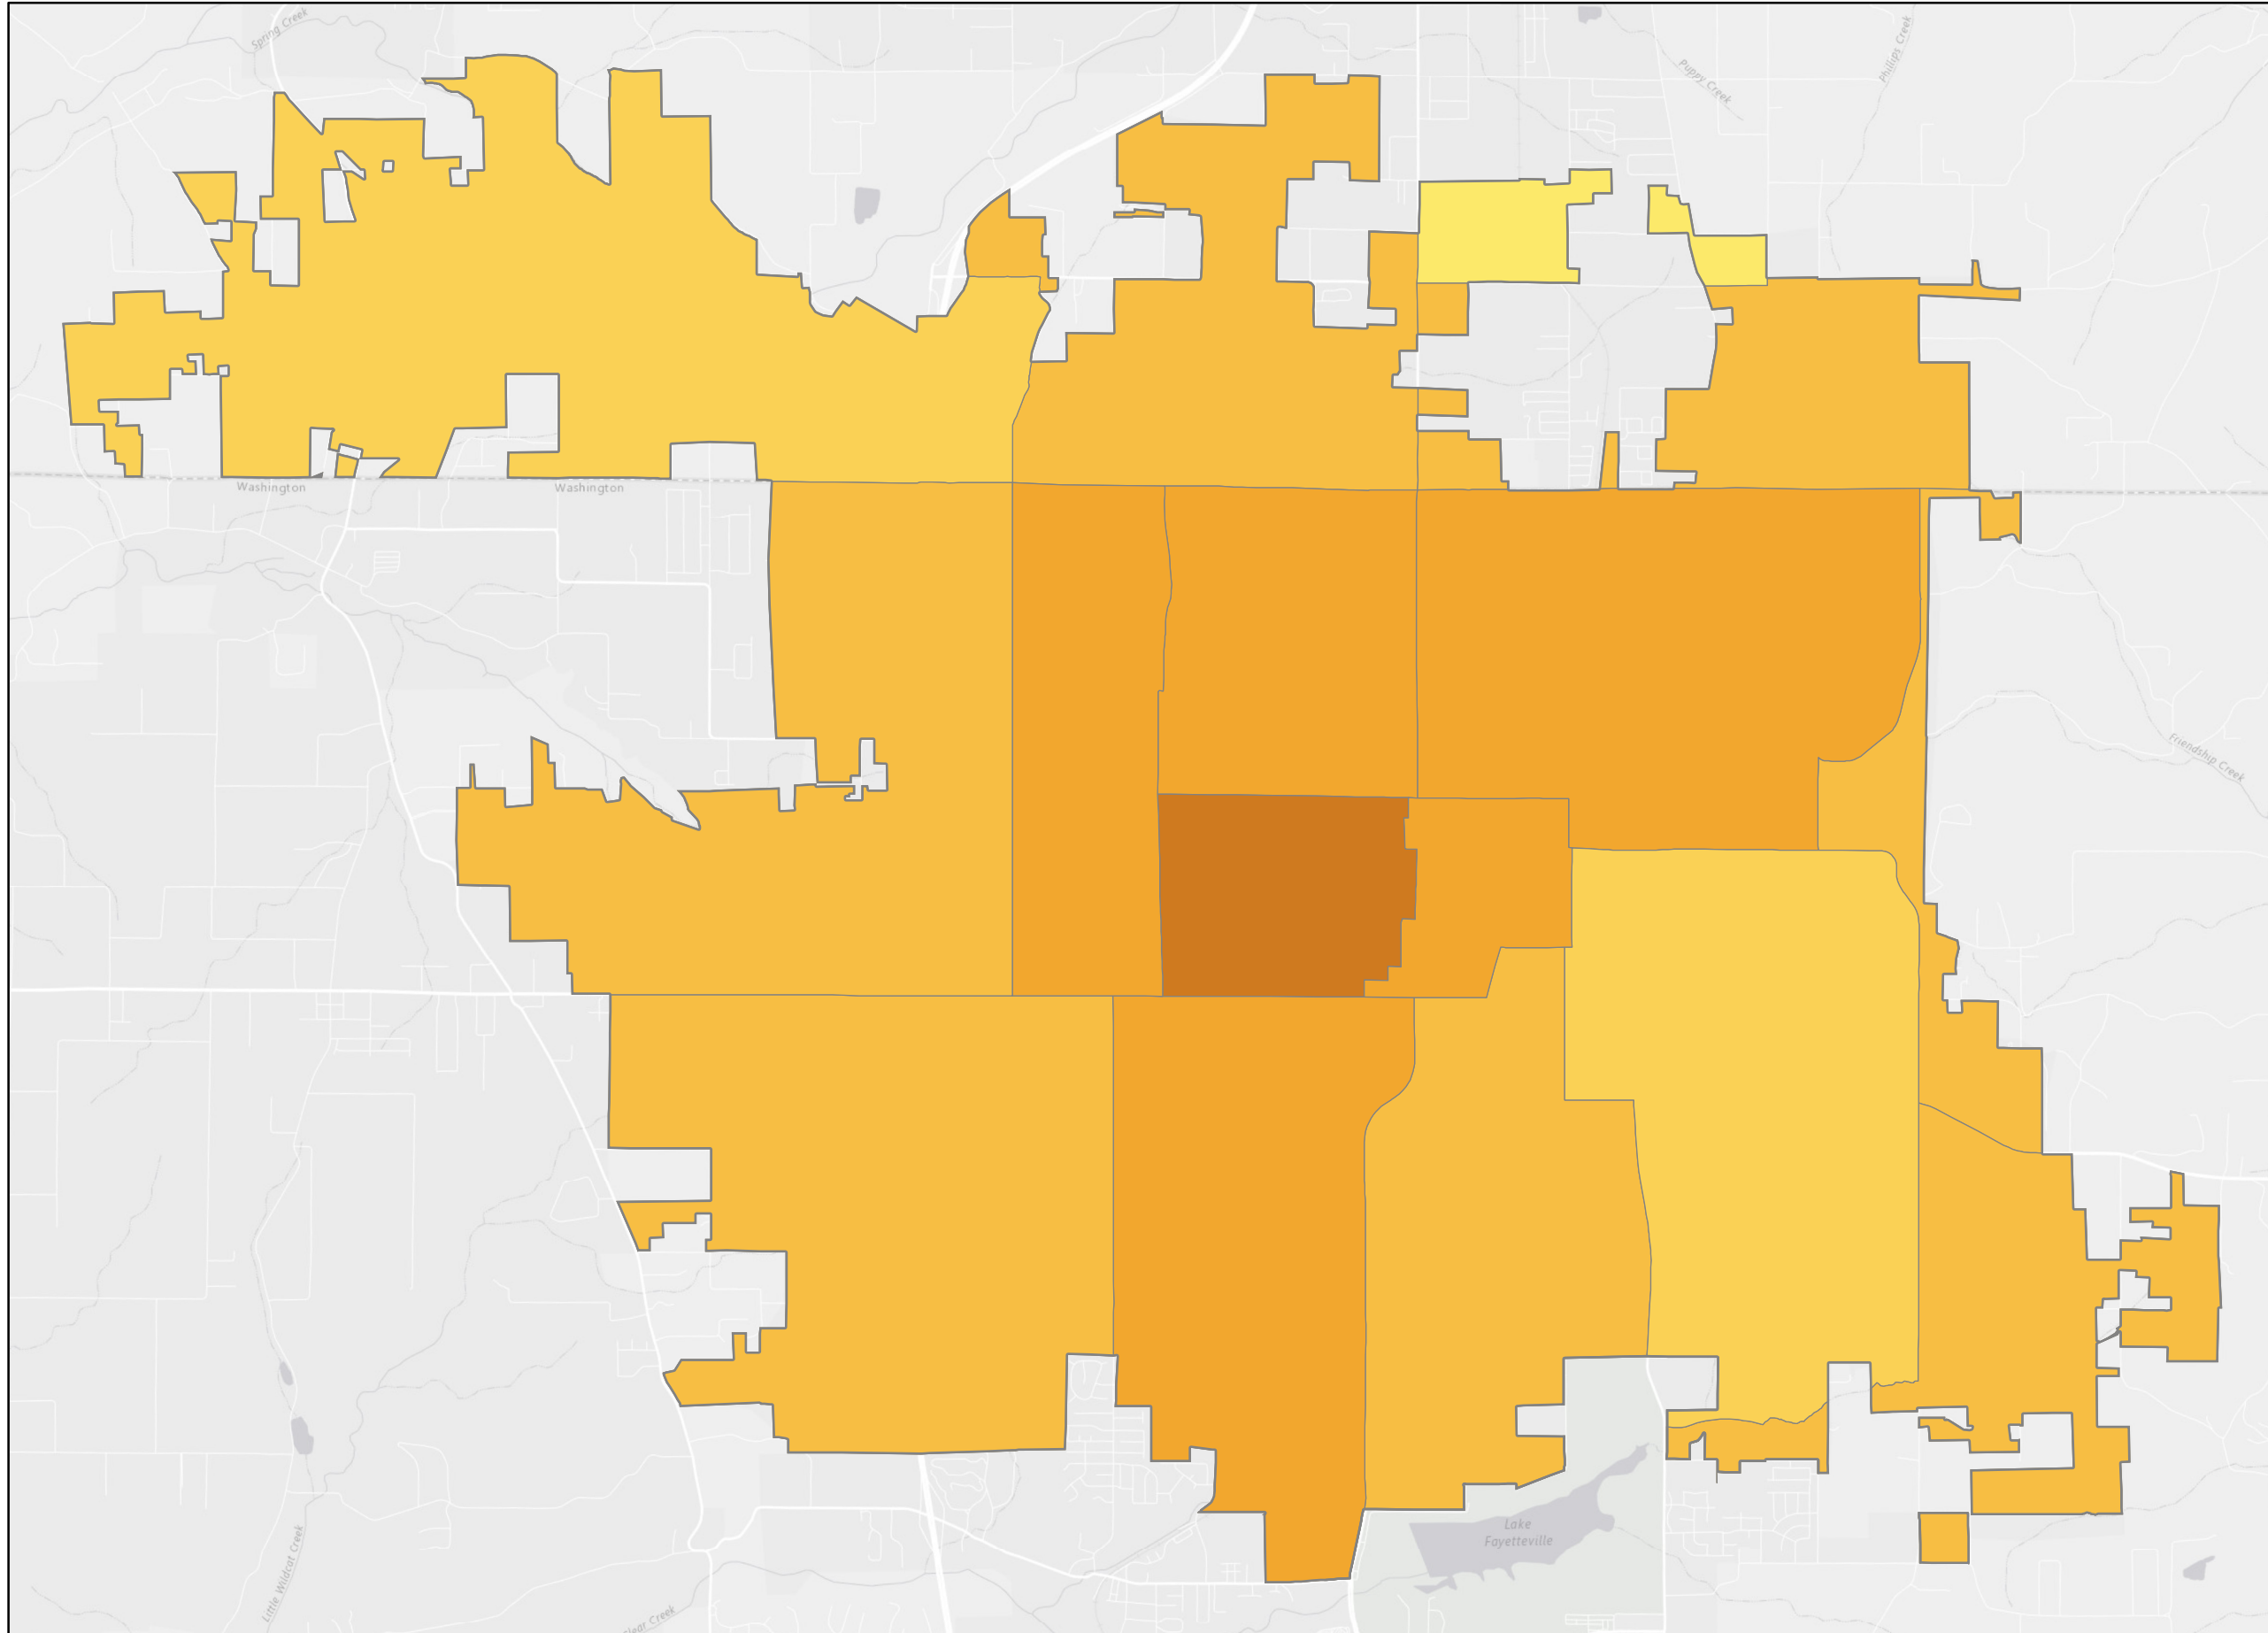 Spring Creek
Puppy Creek
Phillips Creek
Washington
Washington
Friendship Creek
Lake
Fayetteville
Little Wildcat Creek
Clear Creek